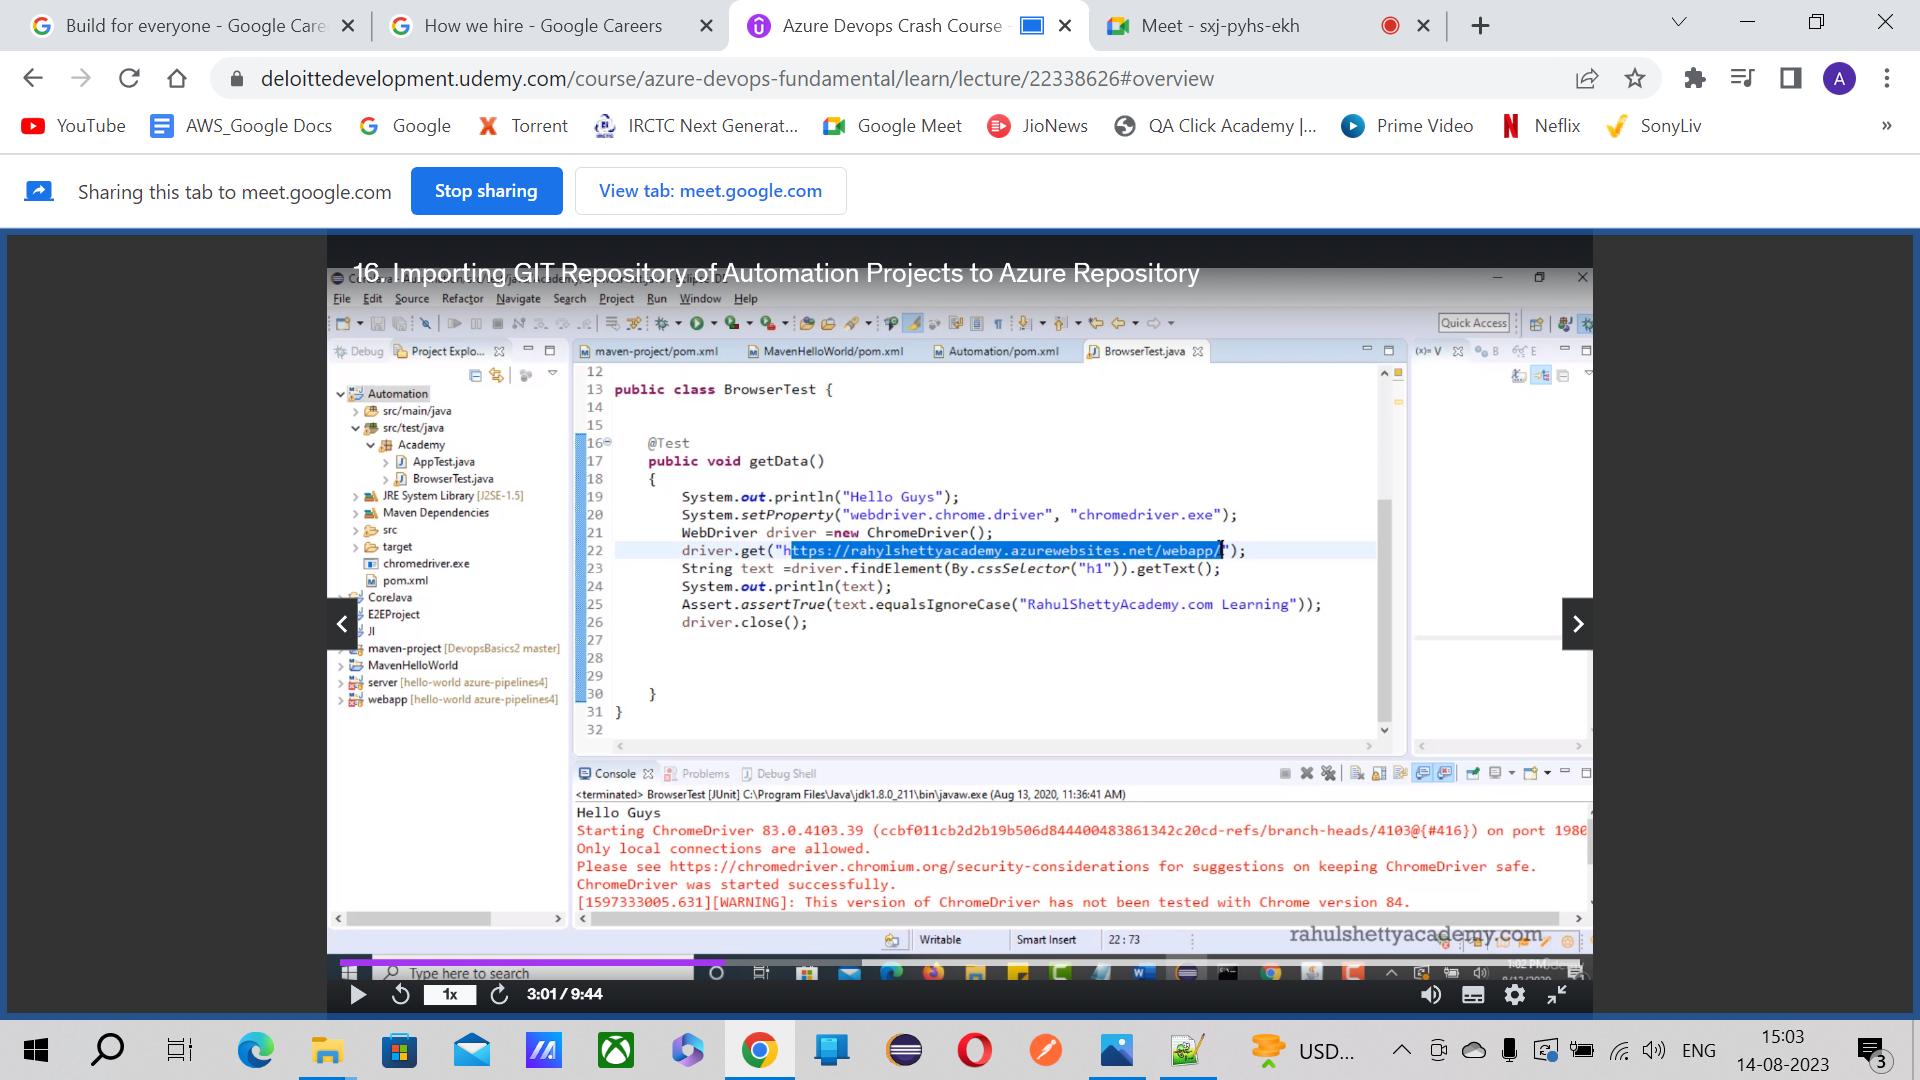 Build for everyone - Google Care
How we hire - Google Careers
Azure Devops Crash Course -
Meet - sxj-pyhs-ekh
deloittedevelopment.udemy.com/course/azure-devops-fundamental/learn/lecture/22338626#overview
A
YouTube
AWS_Google Docs
Google
Torrent
IRCTC Next Generat...
Google Meet
JioNews
QA Click Academy |...
Prime Video
Neflix
SonyLiv
»
Sharing this tab to meet.google.com
Stop sharing
View tab: meet.google.com
16. Importing GIT Repository of Automation Projects to Azure Repository
File Edit Source Refactor Navigate Search Project Run Window Help
Quick Access
Debug
Project Explo...
maven-project/pom.xml
MavenHelloWorld/pom.xml
Automation/pom.xml
BrowserTest.java
(x)= V
B
E
Automation
src/main/java
src/test/java
Academy
AppTest.java
BrowserTest.java
JRE System Library [J2SE-1.5]
Maven Dependencies
src
target
chromedriver.exe
pom.xml
CoreJava
E2EProject
JI
maven-project [DevopsBasics2 master]
MavenHelloWorld
server [hello-world azure-pipelines4]
webapp [hello-world azure-pipelines4]
12
13 public class BrowserTest {
14
15
16 @Test
17 public void getData()
18 {
19 System.out.println("Hello Guys");
20 System.setProperty("webdriver.chrome.driver", "chromedriver.exe");
21 WebDriver driver =new ChromeDriver();
22 driver.get("https://rahylshettyacademy.azurewebsites.net/webapp/");
23 String text =driver.findElement(By.cssSelector("h1")).getText();
24 System.out.println(text);
25 Assert.assertTrue(text.equalsIgnoreCase("RahulShettyAcademy.com Learning"));
26 driver.close();
27
28
29
30 }
31 }
32
Console
Problems
Debug Shell
<terminated> BrowserTest [JUnit] C:\Program Files\Java\jdk1.8.0_211\bin\javaw.exe (Aug 13, 2020, 11:36:41 AM)
Hello Guys
Starting ChromeDriver 83.0.4103.39 (ccbf011cb2d2b19b506d844400483861342c20cd-refs/branch-heads/4103@{#416}) on port 1980
Only local connections are allowed.
Please see https://chromedriver.chromium.org/security-considerations for suggestions on keeping ChromeDriver safe.
ChromeDriver was started successfully.
[1597333005.631][WARNING]: This version of ChromeDriver has not been tested with Chrome version 84.
Writable
Smart Insert
22 : 73
rahulshettyacademy.com
Type here to search
1:02 PM
1x
3:01 / 9:44
USD...
ENG
15:03
14-08-2023
3